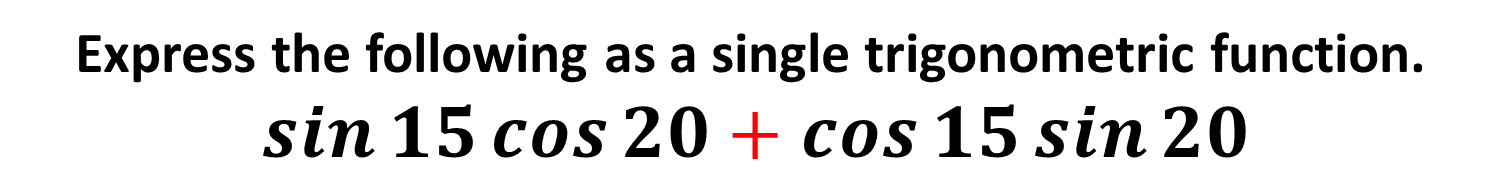 Express the following as a single trigonometric function.
sin 15 cos 20 + cos 15 sin 20